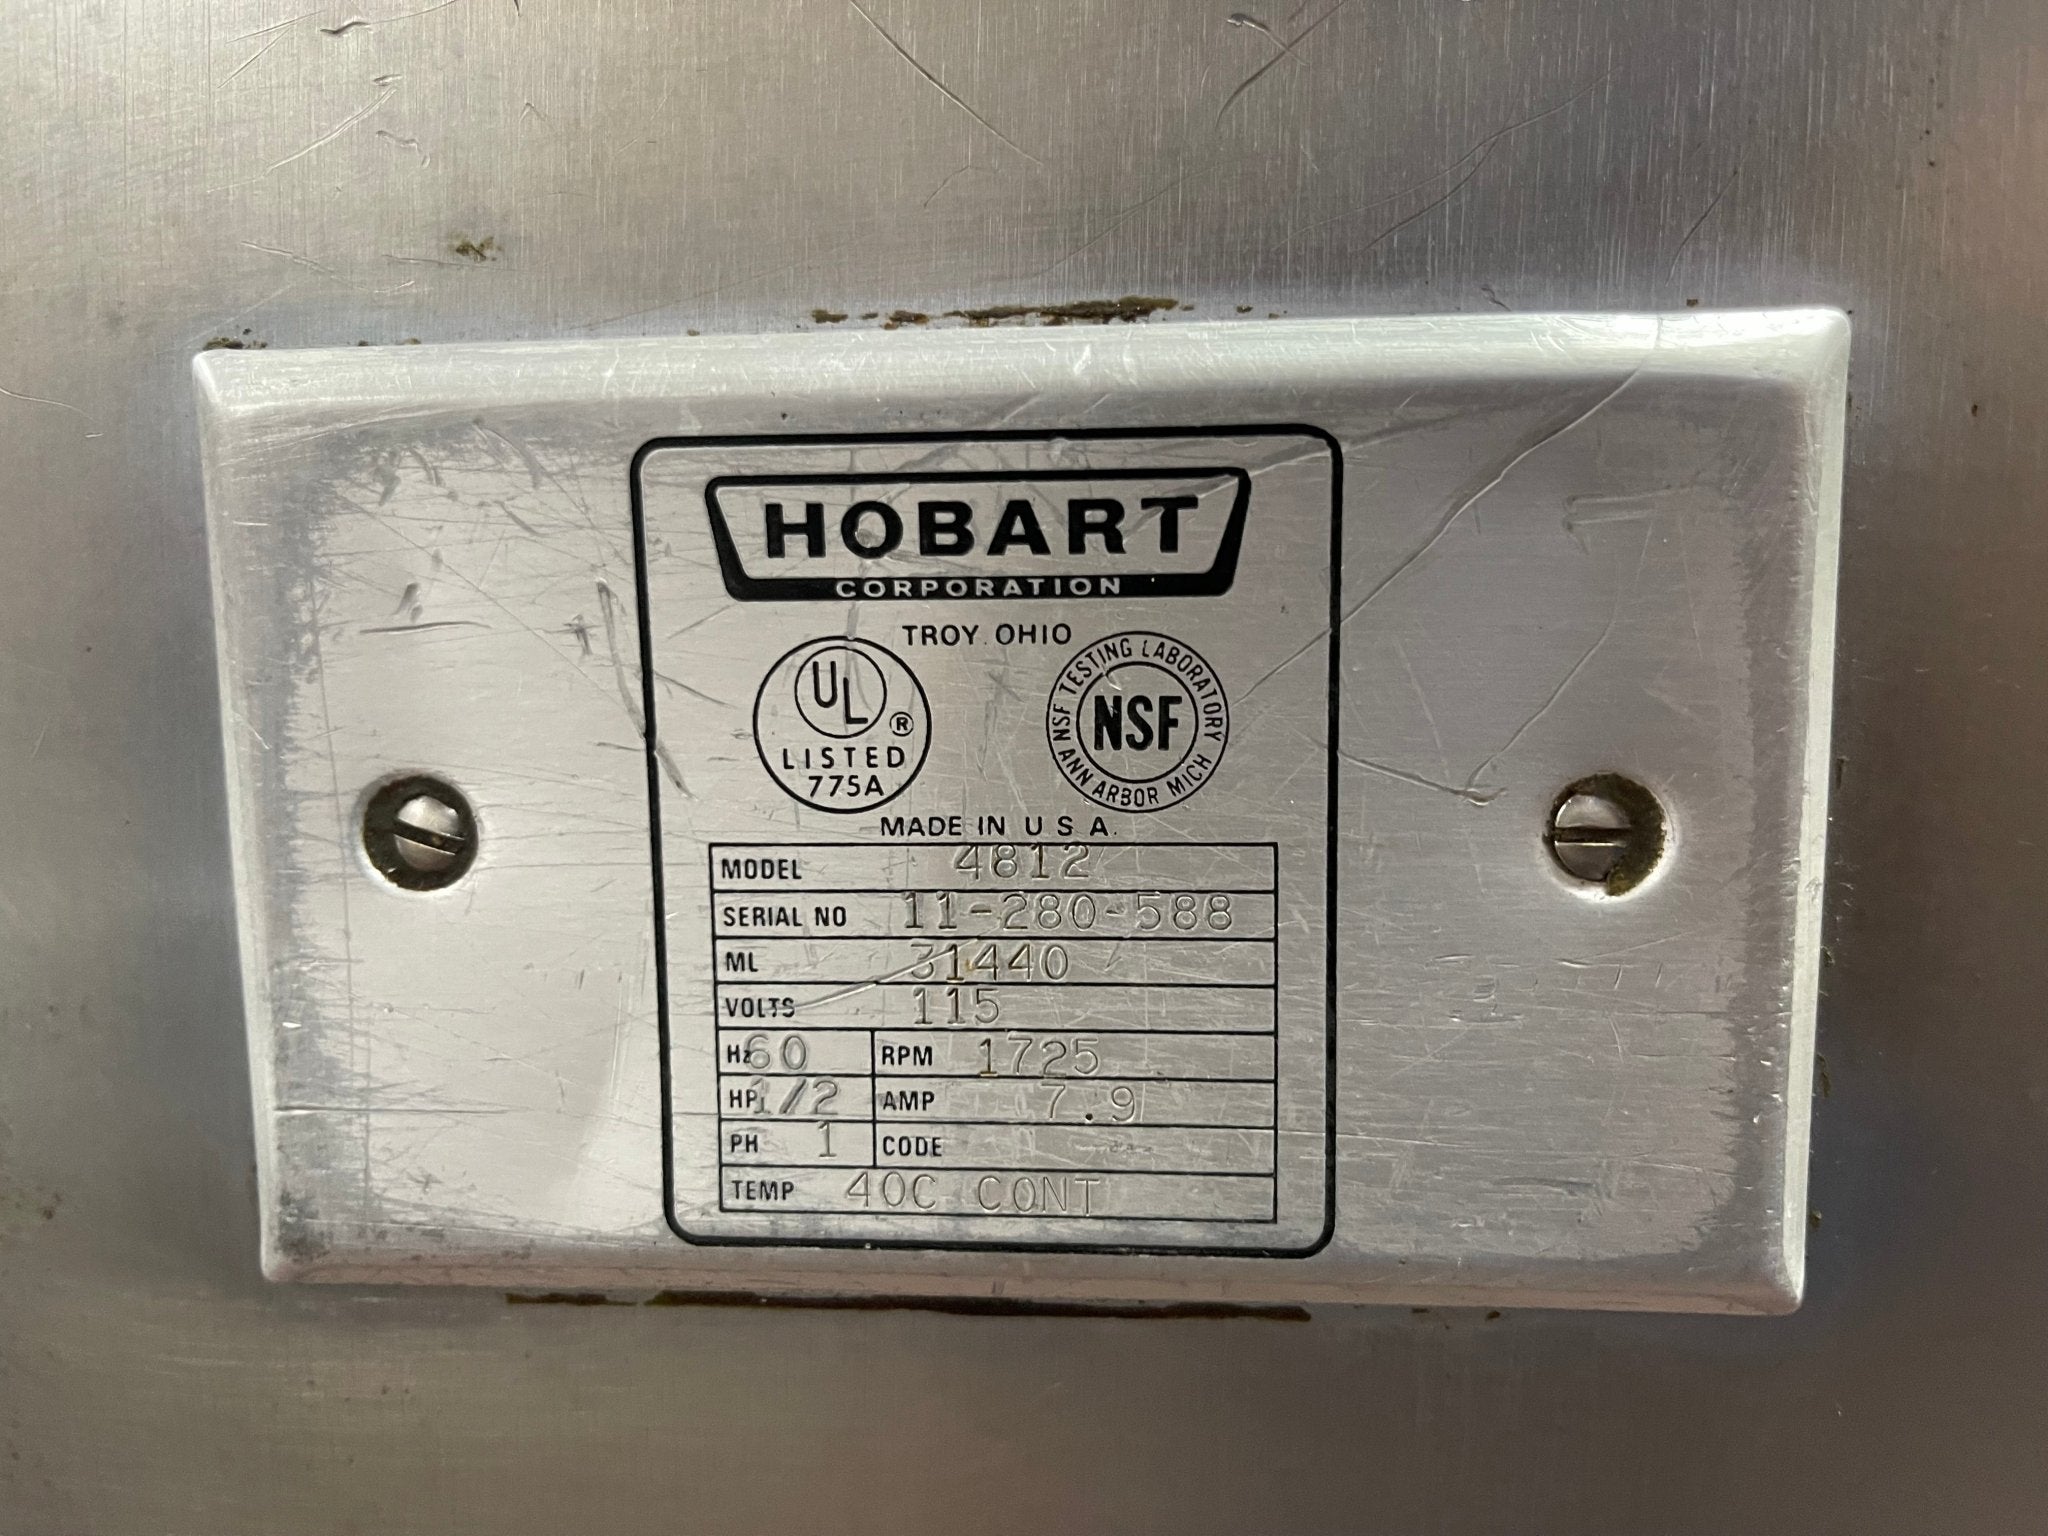 HOBART
CORPORATION
TROY, OHIO
UL ®
LISTED
775A
NSF TESTING LABORATORY
NSF
ANN ARBOR MICH
MADE IN U S A.
MODEL 4812
SERIAL NO 11-280-588
ML 31440
VOLTS 115
Hz 60 RPM 1725
HP 1/2 AMP 7.9
PH 1 CODE
TEMP 40C CONT